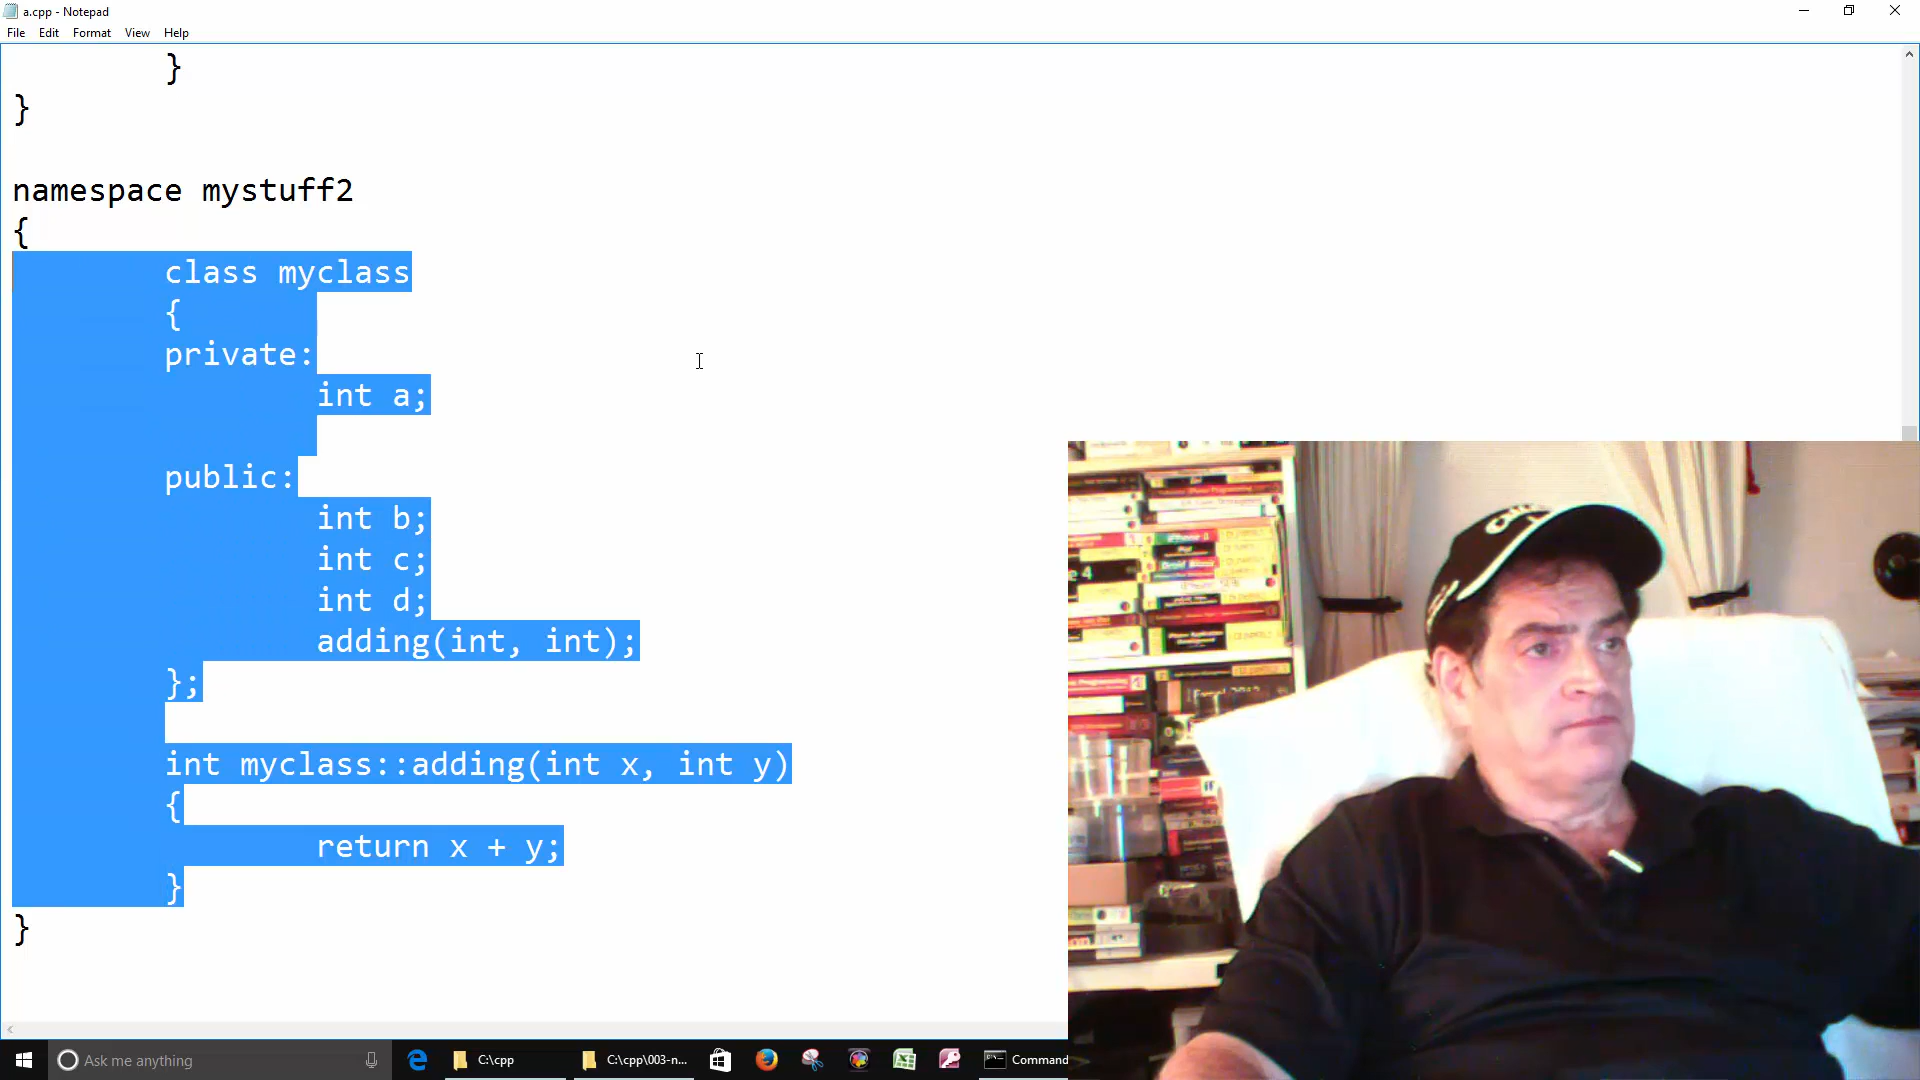 a.cpp - Notepad
File Edit Format View Help
}
}
namespace mystuff2
{
class myclass
{
private:
int a;
public:
int b;
int c;
int d;
adding(int, int);
};
int myclass::adding(int x, int y)
{
return x + y;
}
}
Ask me anything
C:\cpp
C:\cpp\003-n...
Command